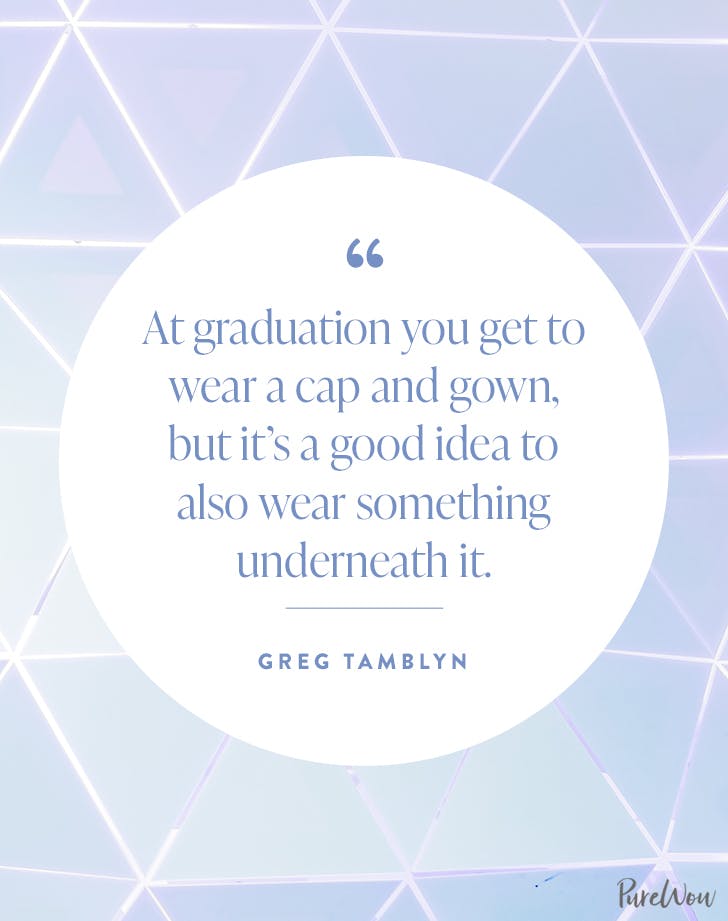 “
At graduation you get to
wear a cap and gown,
but it’s a good idea to
also wear something
underneath it.
GREG TAMBLYN
PureWow